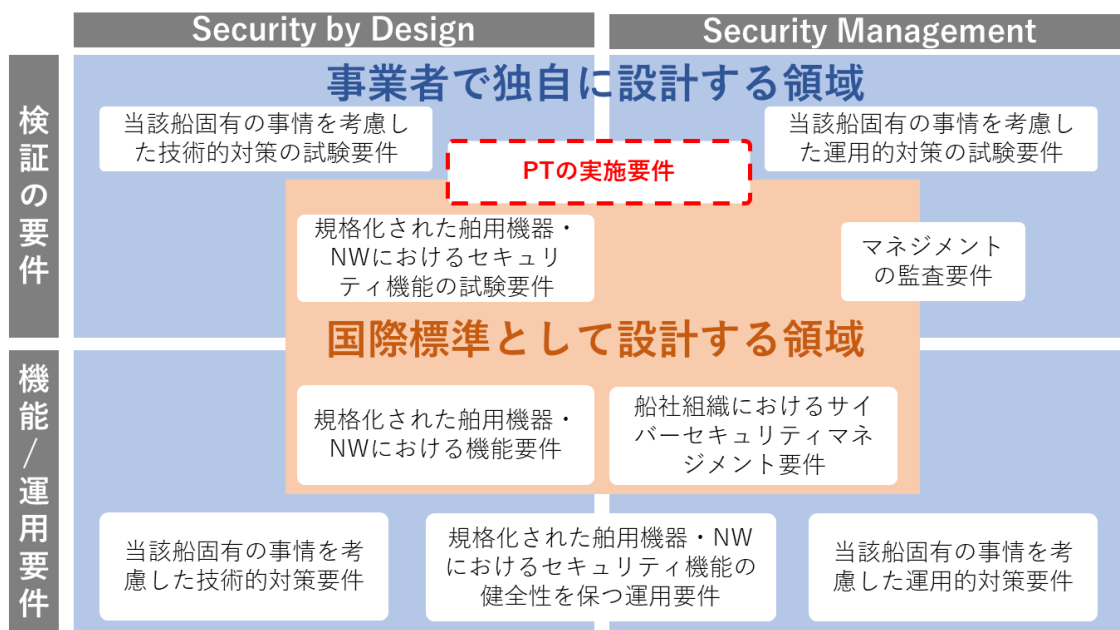 Security by Design
Security Management
検証の要件
事業者で独自に設計する領域
当該船固有の事情を考慮し
た技術的対策の試験要件
当該船固有の事情を考慮し
た運用的対策の試験要件
PTの実施要件
規格化された舶用機器・
NWにおけるセキュリ
ティ機能の試験要件
マネジメント
の監査要件
国際標準として設計する領域
機能/運用要件
規格化された舶用機器・
NWにおける機能要件
船社組織におけるサイ
バーセキュリティマネ
ジメント要件
当該船固有の事情を考
慮した技術的対策要件
規格化された舶用機器・NW
におけるセキュリティ機能の
健全性を保つ運用要件
当該船固有の事情を考
慮した運用的対策要件